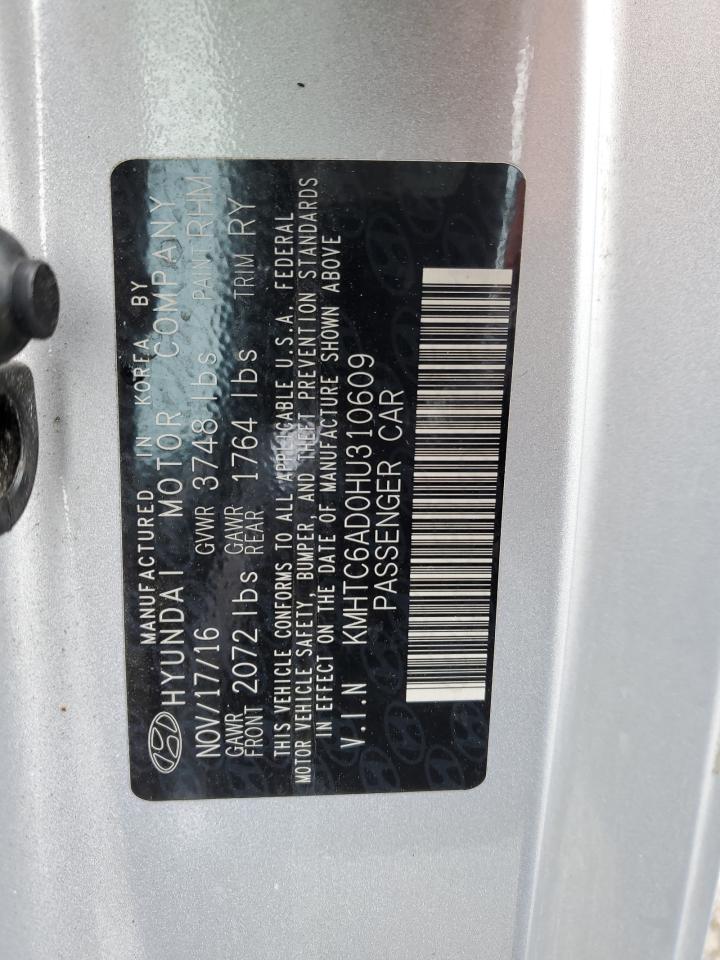 MANUFACTURED IN KOREA BY
HYUNDAI MOTOR COMPANY
NOV/17/16 GVWR 3748 lbs PAINT RHM
GAWR FRONT 2072 lbs GAWR REAR 1764 lbs TRIM RY
THIS VEHICLE CONFORMS TO ALL APPLICABLE U.S.A. FEDERAL
MOTOR VEHICLE SAFETY, BUMPER, AND THEFT PREVENTION STANDARDS
IN EFFECT ON THE DATE OF MANUFACTURE SHOWN ABOVE
V.I.N KMHTC6AD0HU310609
PASSENGER CAR